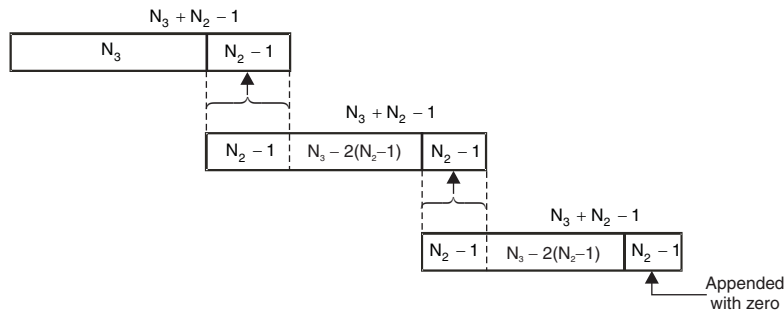 N₃ + N₂ − 1
N₃ N₂ − 1
N₃ + N₂ − 1
N₂ − 1 N₃ − 2(N₂−1) N₂ − 1
N₃ + N₂ − 1
N₂ − 1 N₃ − 2(N₂−1) N₂ − 1
Appended
with zero